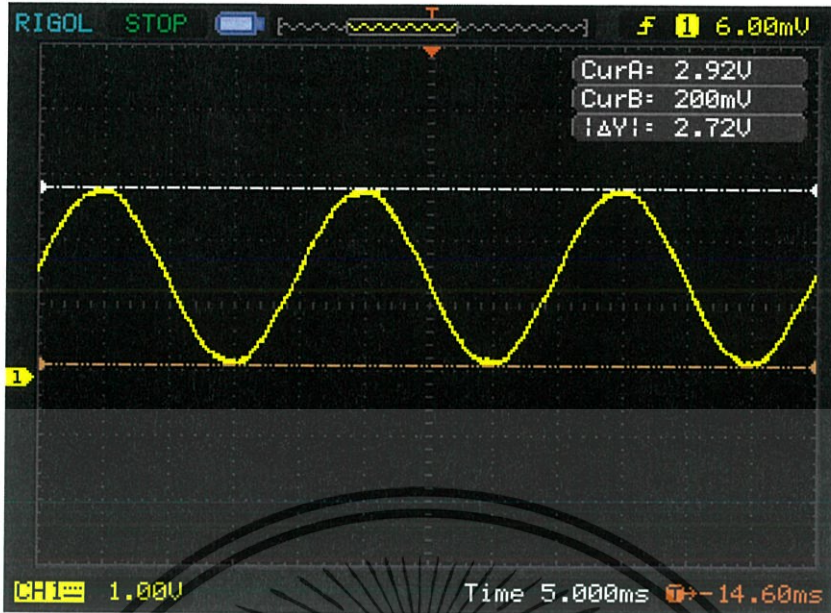 RIGOL STOP T f 1 6.00mV
CurA= 2.92V
CurB= 200mV
|ΔY|= 2.72V
1
CH1 1.00V Time 5.000ms T→-14.60ms